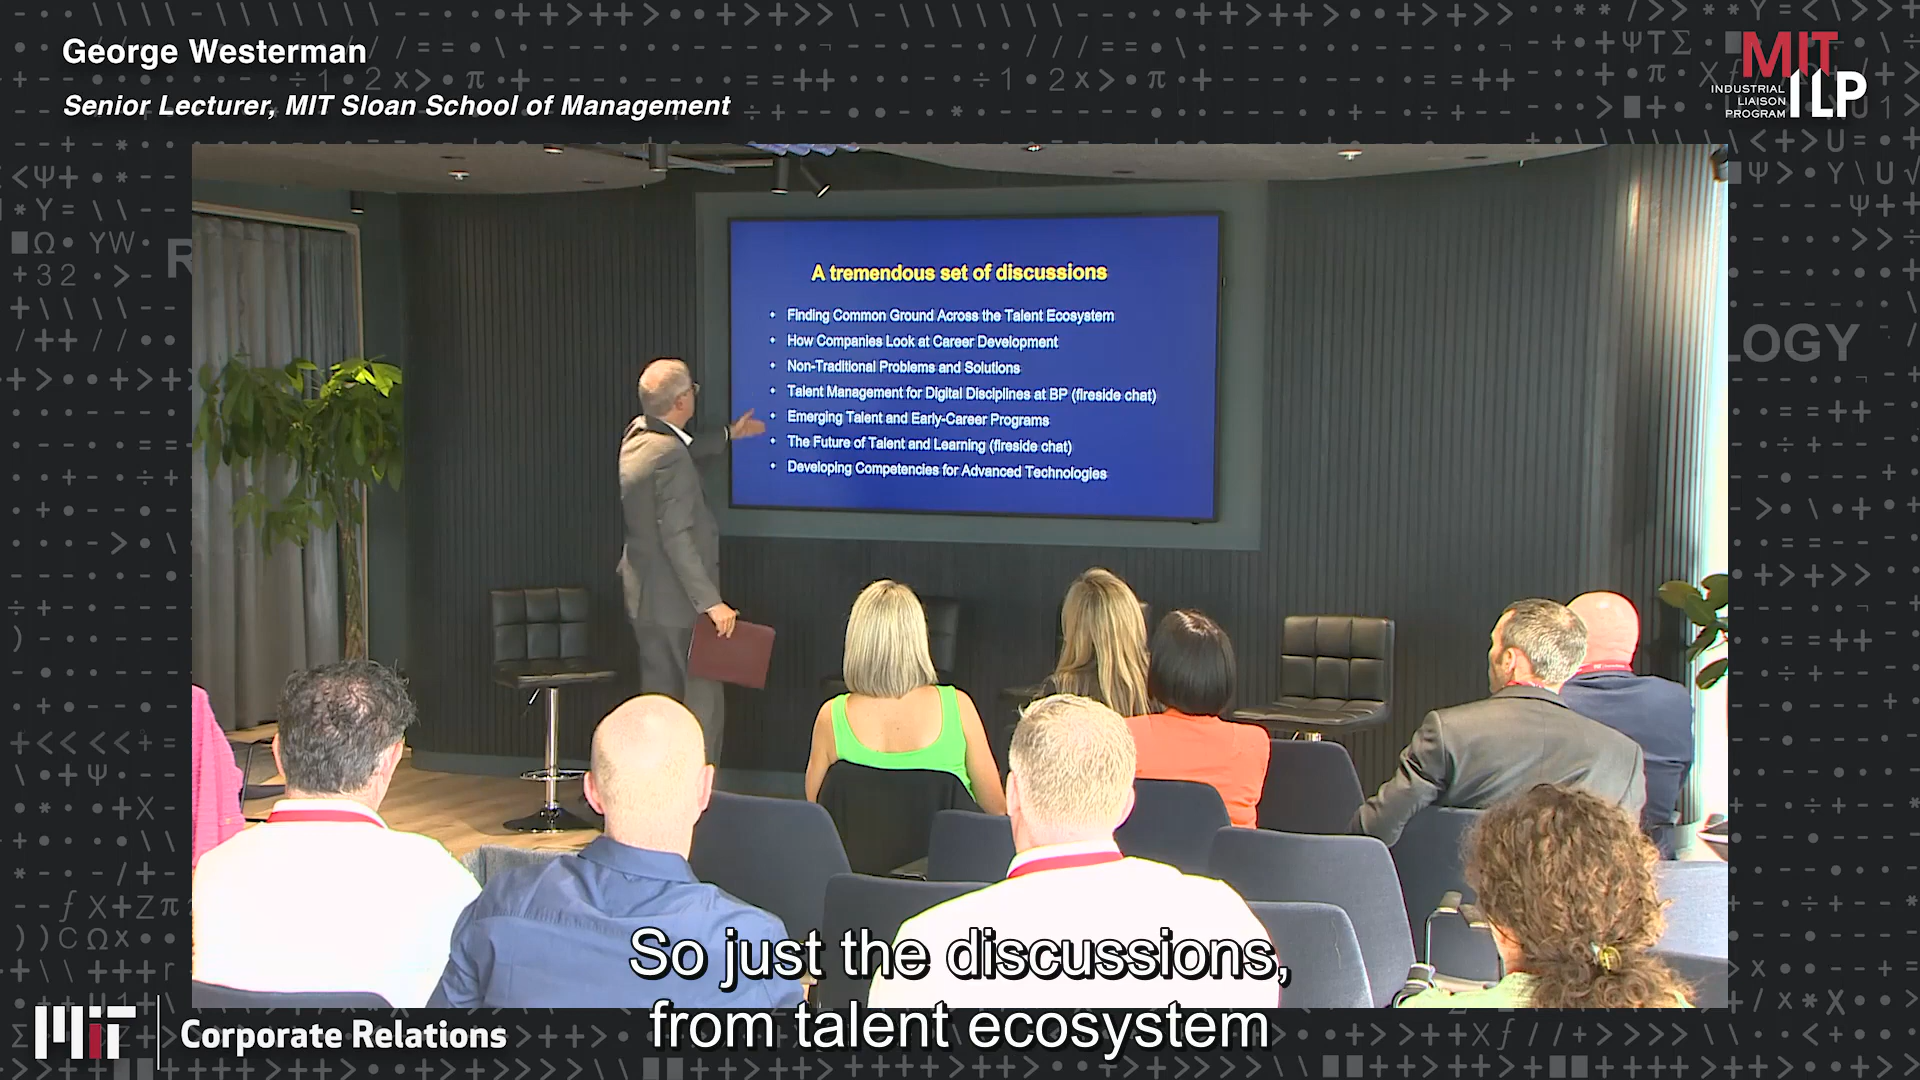 George Westerman
Senior Lecturer, MIT Sloan School of Management
MIT
ILP
INDUSTRIAL
LIAISON
PROGRAM
A tremendous set of discussions
• Finding Common Ground Across the Talent Ecosystem
• How Companies Look at Career Development
• Non-Traditional Problems and Solutions
• Talent Management for Digital Disciplines at BP (fireside chat)
• Emerging Talent and Early-Career Programs
• The Future of Talent and Learning (fireside chat)
• Developing Competencies for Advanced Technologies
So just the discussions,
from talent ecosystem
MIT
Corporate Relations